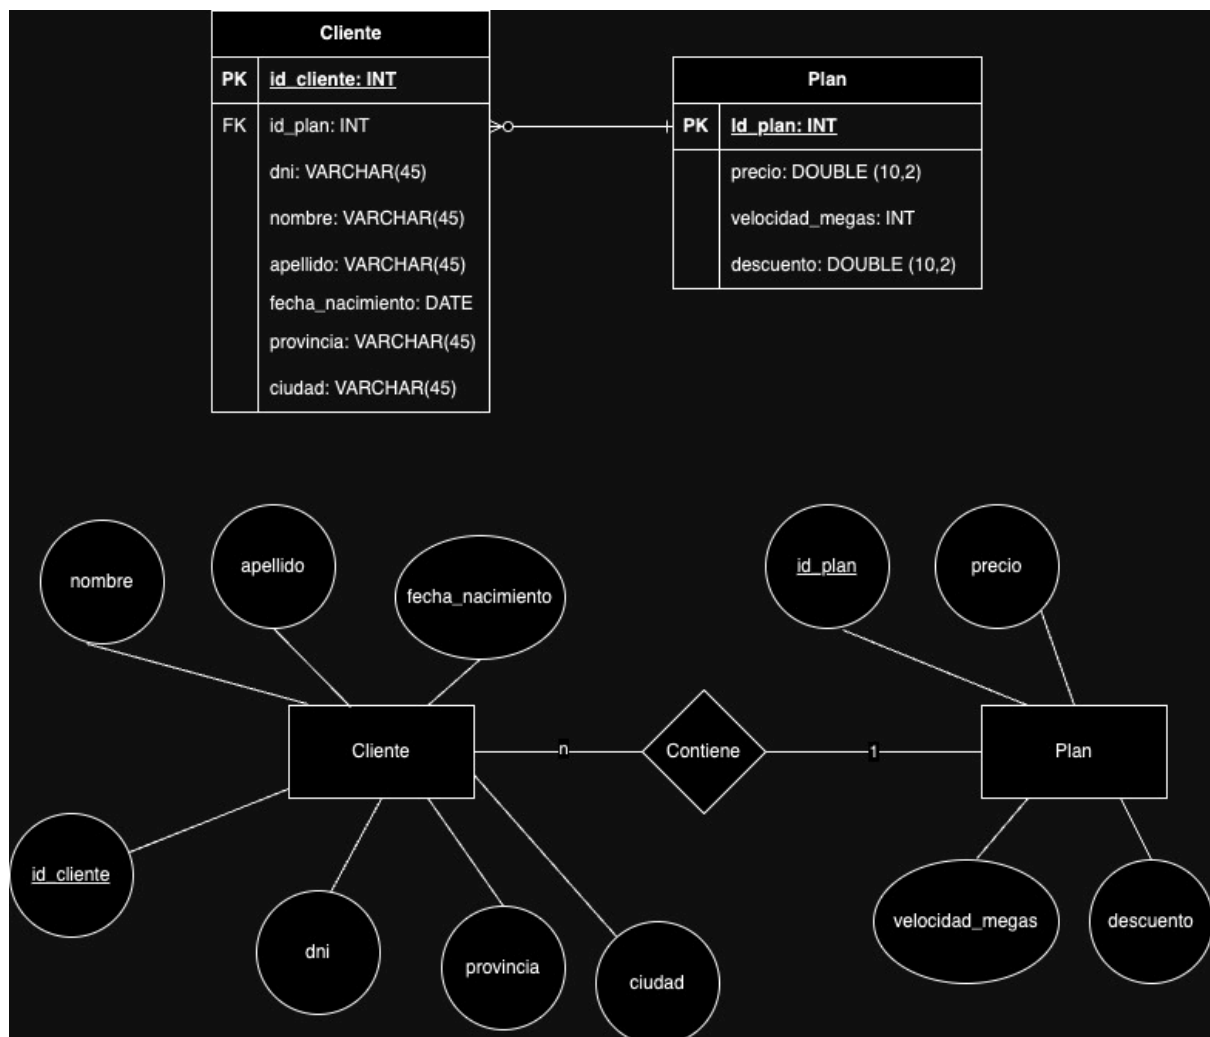 Cliente
PK id_cliente: INT
FK id_plan: INT
dni: VARCHAR(45)
nombre: VARCHAR(45)
apellido: VARCHAR(45)
fecha_nacimiento: DATE
provincia: VARCHAR(45)
ciudad: VARCHAR(45)
Plan
PK Id_plan: INT
precio: DOUBLE (10,2)
velocidad_megas: INT
descuento: DOUBLE (10,2)
nombre
apellido
fecha_nacimiento
id_plan
precio
Cliente
n
Contiene
1
Plan
id_cliente
dni
provincia
ciudad
velocidad_megas
descuento